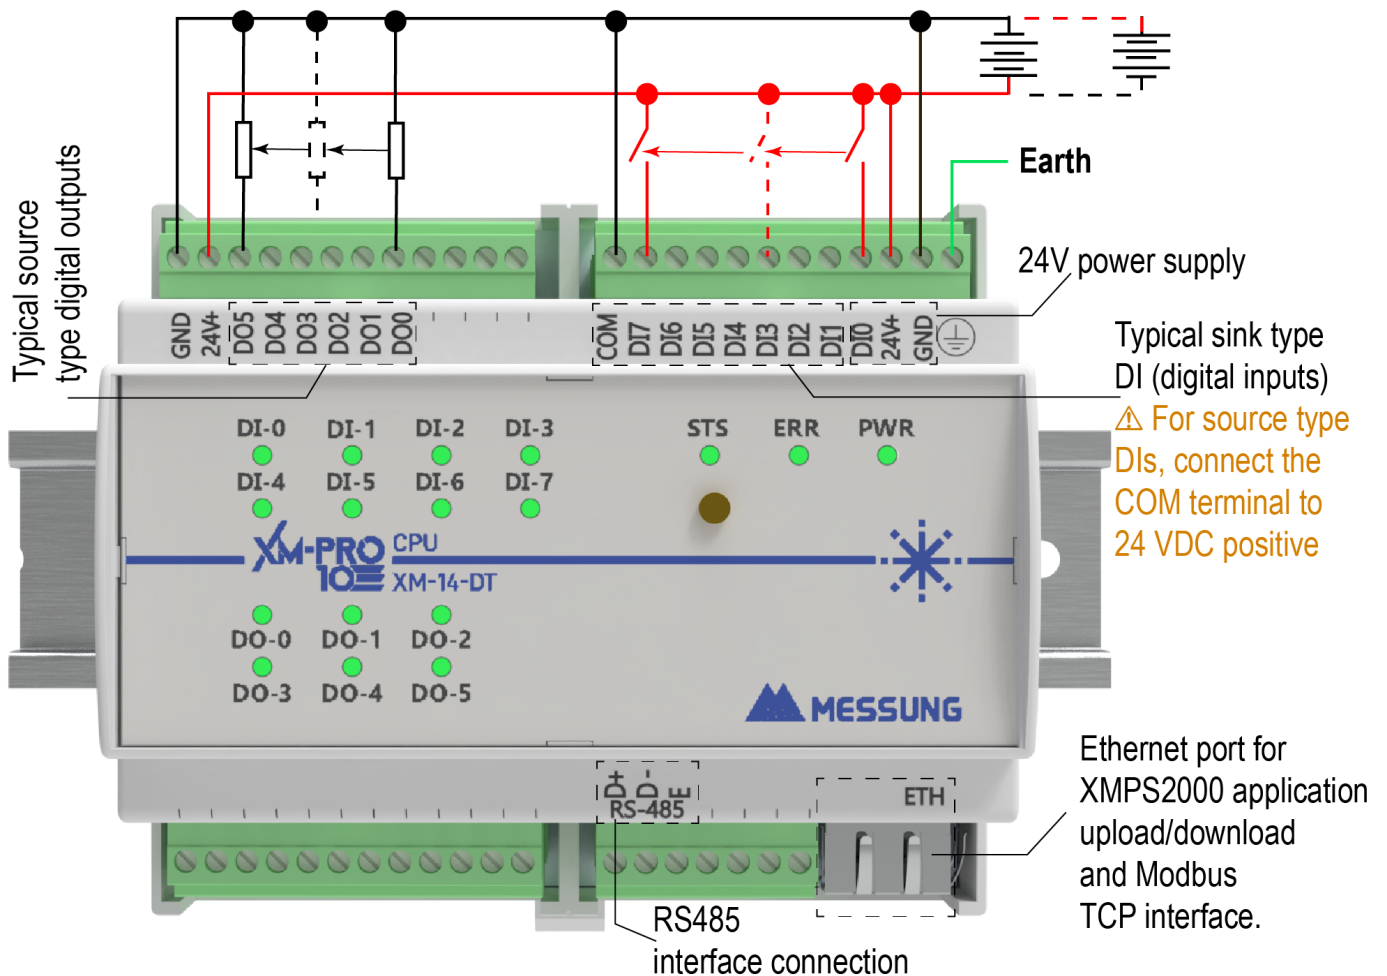 Earth
24V power supply
Typical source
type digital outputs
GND
24V+
DO5
DO4
DO3
DO2
DO1
DO0
COM
DI7
DI6
DI5
DI4
DI3
DI2
DI1
DI0
24V+
GND
Typical sink type
DI (digital inputs)
⚠ For source type
DIs, connect the
COM terminal to
24 VDC positive
DI-0 DI-1 DI-2 DI-3
DI-4 DI-5 DI-6 DI-7
STS ERR PWR
XM-PRO
10
CPU
XM-14-DT
DO-0 DO-1 DO-2
DO-3 DO-4 DO-5
MESSUNG
D+
D-
E
RS-485
ETH
Ethernet port for
XMPS2000 application
upload/download
and Modbus
TCP interface.
RS485
interface connection